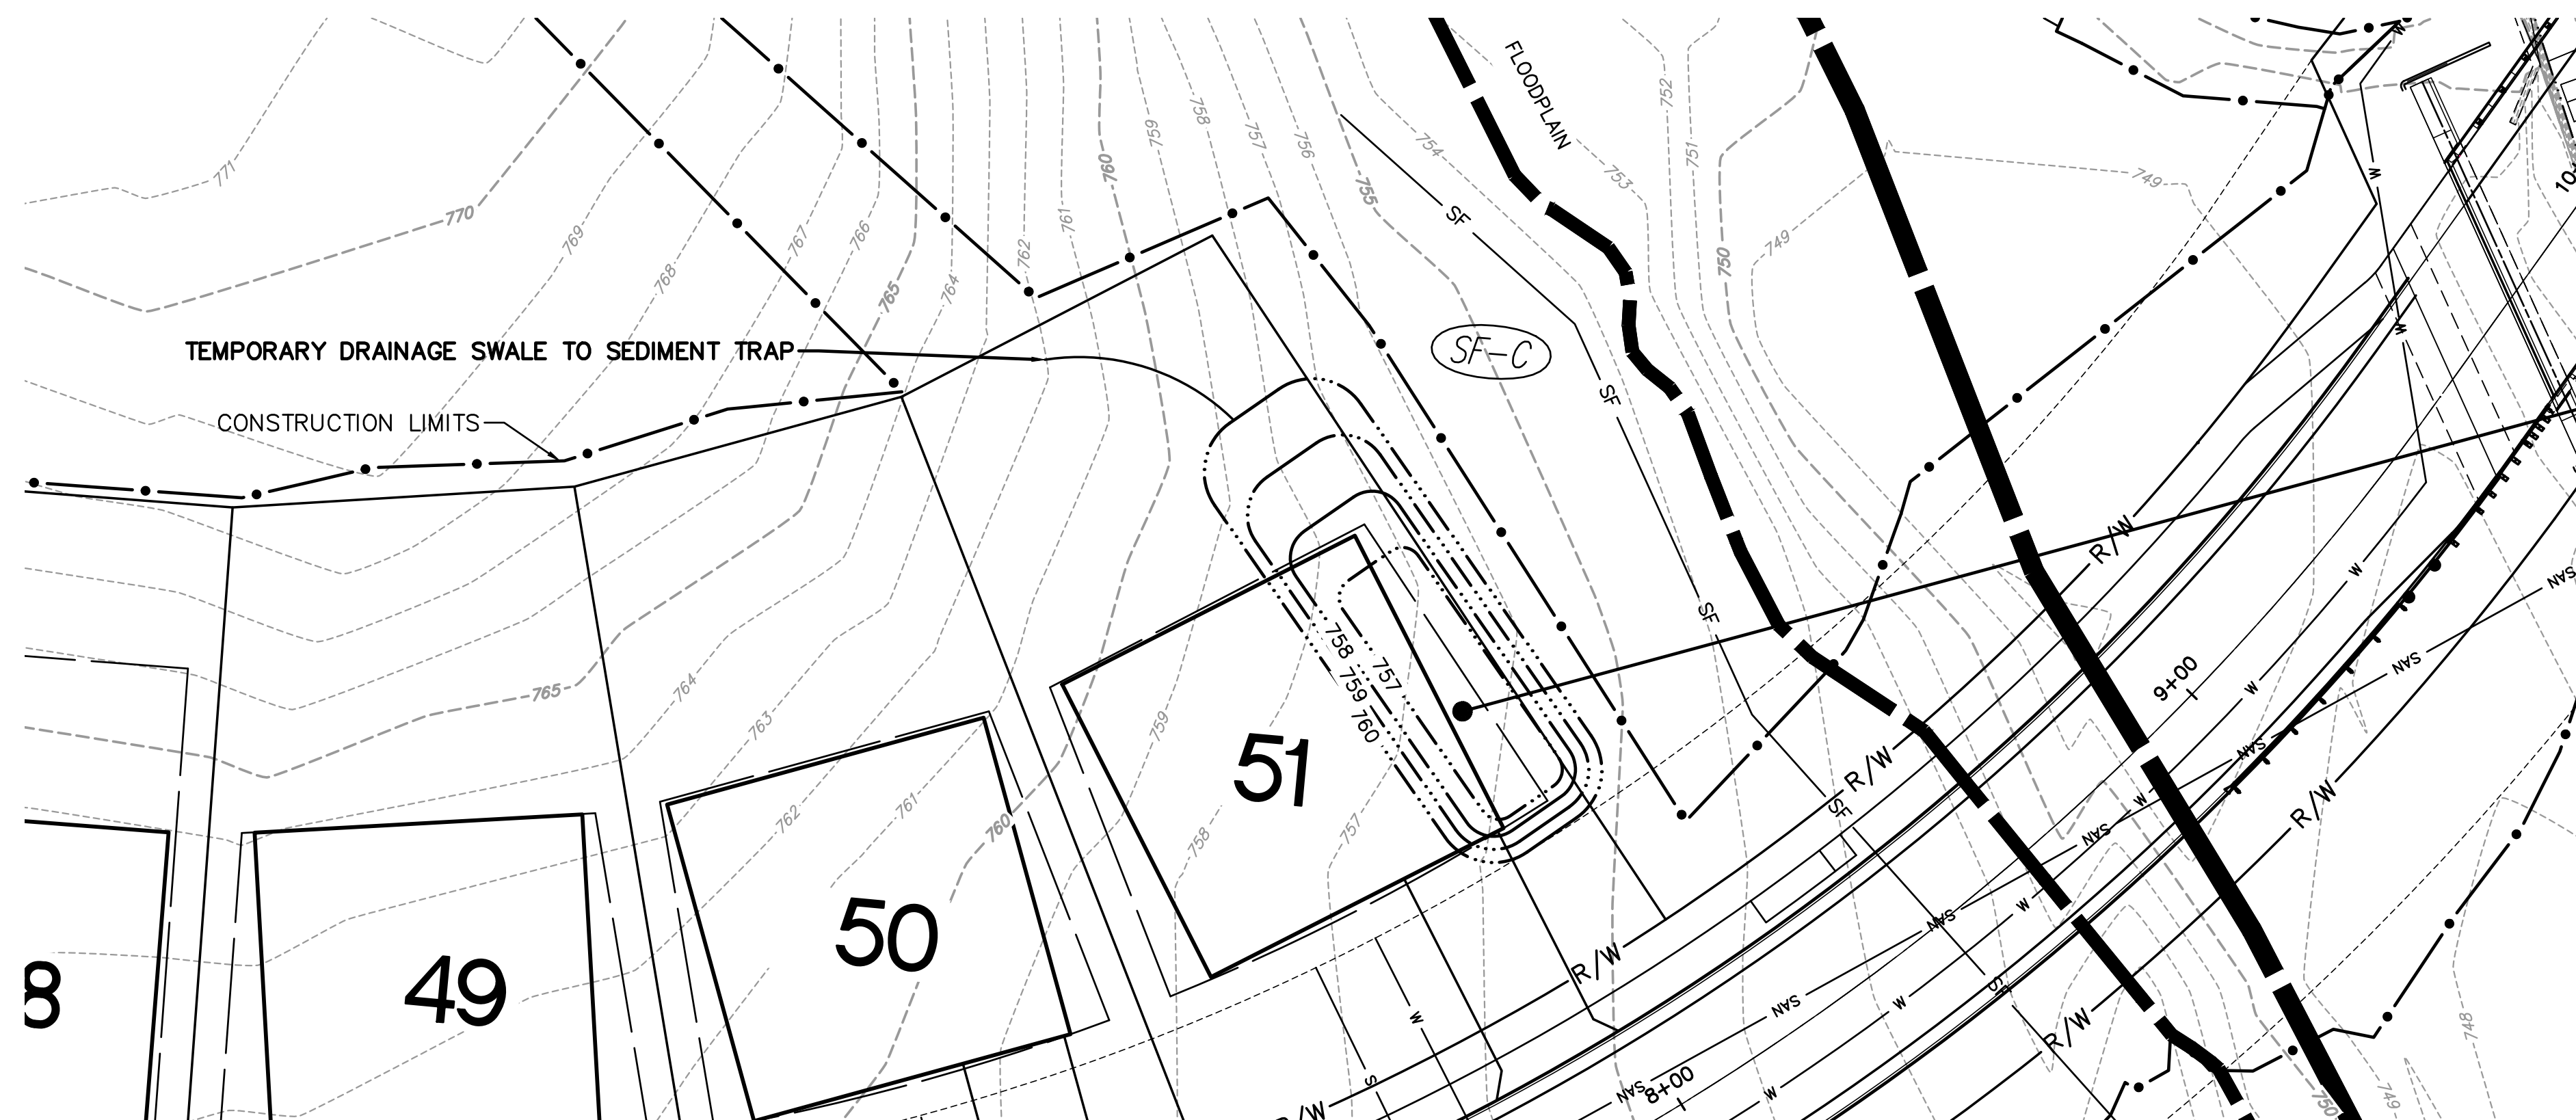 FLOODPLAIN
752
751
753
754
749
749
750
771
770
769
768
767
766
765
764
762
761
760
759
758
757
756
755
SF
SF-C
TEMPORARY DRAINAGE SWALE TO SEDIMENT TRAP
CONSTRUCTION LIMITS
SF
SF
SF
SF
W
W
W
W
W
W
W
W
W
W
W
R/W
R/W
R/W
R/W
R/W
R/W
SAN
SAN
SAN
SAN
SAN
SAN
SAN
9+00
8+00
10
765
764
763
762
761
760
759
758
757
758
759
760
757
51
50
49
8
S
748
749
750